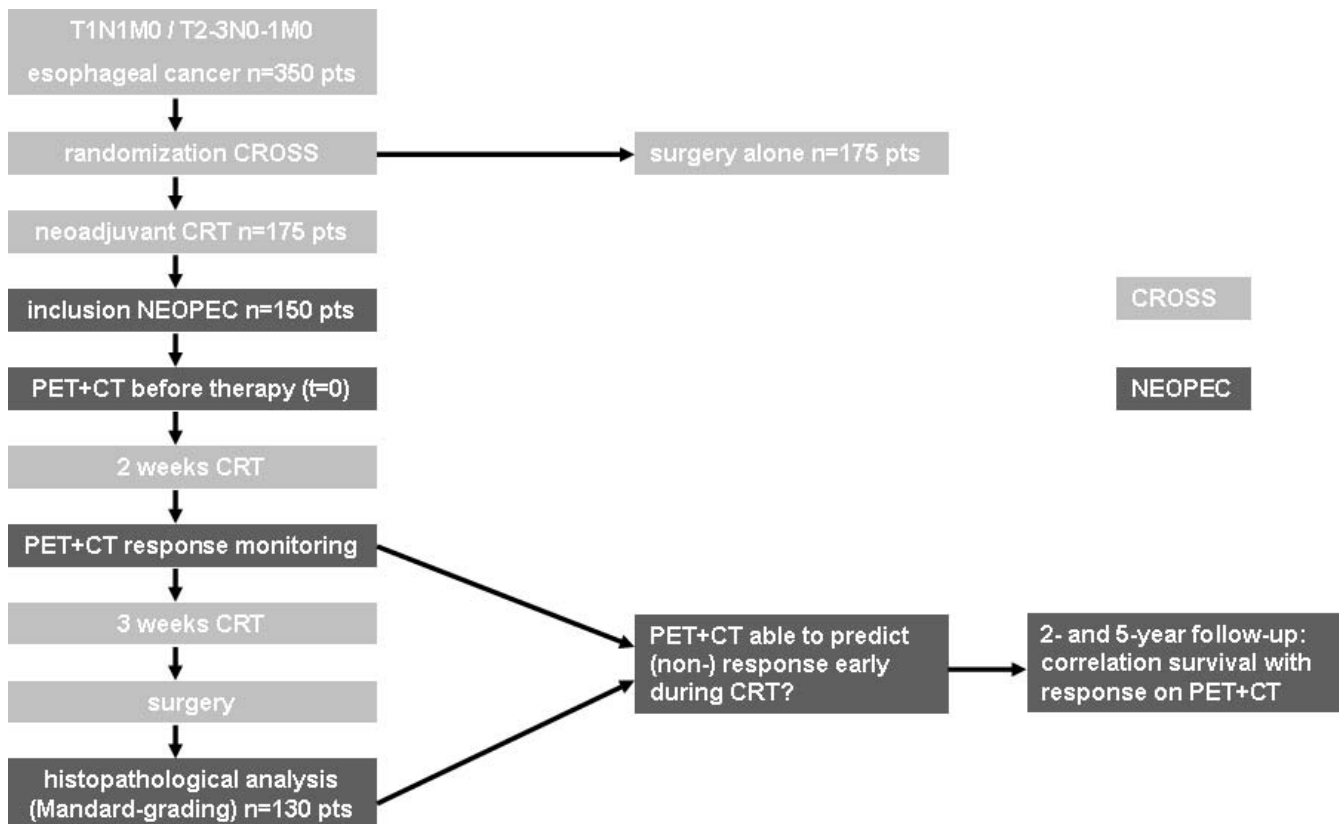 T1N1M0 / T2-3N0-1M0
esophageal cancer n=350 pts
randomization CROSS
surgery alone n=175 pts
neoadjuvant CRT n=175 pts
inclusion NEOPEC n=150 pts
CROSS
PET+CT before therapy (t=0)
NEOPEC
2 weeks CRT
PET+CT response monitoring
3 weeks CRT
surgery
histopathological analysis
(Mandard-grading) n=130 pts
PET+CT able to predict
(non-) response early
during CRT?
2- and 5-year follow-up:
correlation survival with
response on PET+CT